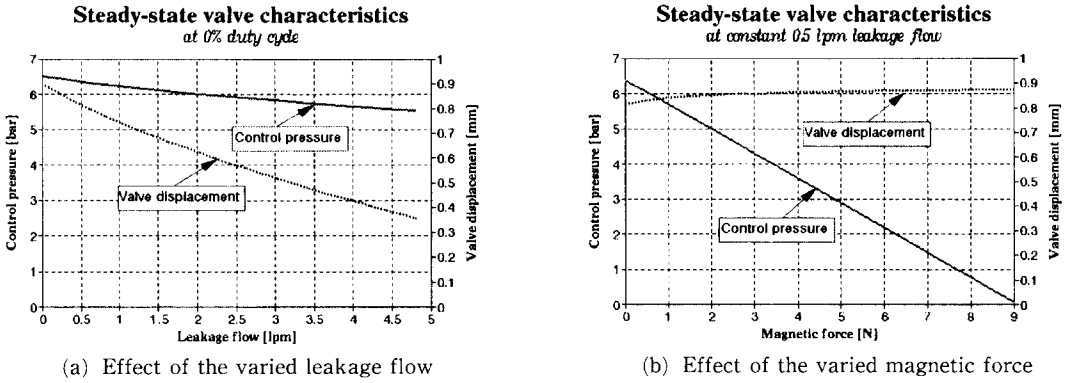 Steady-state valve characteristics
at 0% duty cycle
7
6
5
4
3
2
1
0
Control pressure [bar]
1
0.9
0.8
0.7
0.6
0.5
0.4
0.3
0.2
0.1
0
Valve displacement [mm]
Control pressure
Valve displacement
0 0.5 1 1.5 2 2.5 3 3.5 4 4.5 5
Leakage flow [lpm]
(a) Effect of the varied leakage flow
Steady-state valve characteristics
at constant 05 lpm leakage flow
7
6
5
4
3
2
1
0
Control pressure [bar]
1
0.9
0.8
0.7
0.6
0.5
0.4
0.3
0.2
0.1
0
Valve displacement [mm]
Valve displacement
Control pressure
0 1 2 3 4 5 6 7 8 9
Magnetic force [N]
(b) Effect of the varied magnetic force